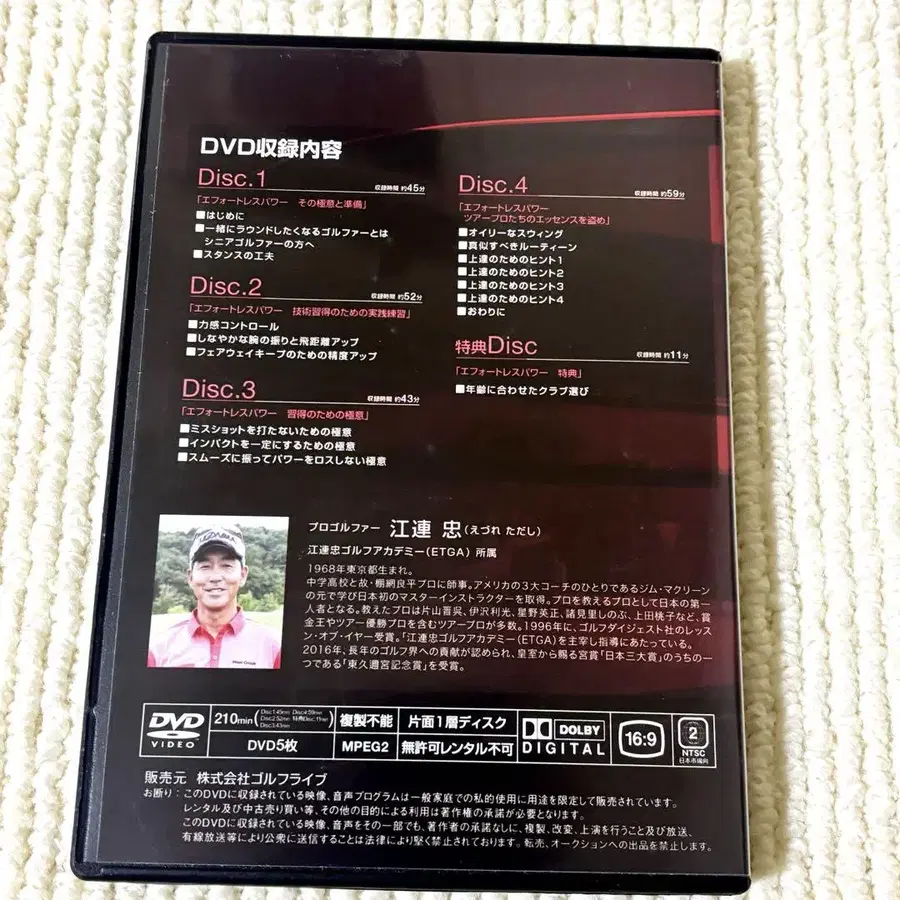 DVD収録内容
Disc.1 収録時間 約45分
「エフォートレスパワー その極意と準備」
■はじめに
■一緒にラウンドしたくなるゴルファーとは
シニアゴルファーの方へ
■スタンスの工夫
Disc.2 収録時間 約52分
「エフォートレスパワー 技術習得のための実践練習」
■力感コントロール
■しなやかな腕の振りと飛距離アップ
■フェアウェイキープのための精度アップ
Disc.3 収録時間 約43分
「エフォートレスパワー 習得のための極意」
■ミスショットを打たないための極意
■インパクトを一定にするための極意
■スムーズに振ってパワーをロスしない極意
Disc.4 収録時間 約59分
「エフォートレスパワー
ツアープロたちのエッセンスを盗め」
■オイリーなスウィング
■真似すべきルーティーン
■上達のためのヒント1
■上達のためのヒント2
■上達のためのヒント3
■上達のためのヒント4
■おわりに
特典Disc 収録時間 約11分
「エフォートレスパワー 特典」
■年齢に合わせたクラブ選び
プロゴルファー 江連 忠(えづれ ただし)
江連忠ゴルフアカデミー(ETGA) 所属
1968年東京都生まれ。
中学高校と故・棚網良平プロに師事。アメリカの3大コーチのひとりであるジム・マクリーン
の元で学び日本初のマスターインストラクターを取得。プロを教えるプロとして日本の第一
人者となる。教えたプロは片山晋呉、伊沢利光、星野英正、諸見里しのぶ、上田桃子など、賞
金王やツアー優勝プロを含むツアープロが多数。1996年に、ゴルフダイジェスト社のレッス
ン・オブ・イヤー受賞。「江連忠ゴルフアカデミー(ETGA)を主宰し指導にあたっている。
2016年、長年のゴルフ界への貢献が認められ、皇室から賜る宮賞「日本三大賞」のうちの一
つである「東久邇宮記念賞」を受賞。
DVD
VIDEO
210min (Disc1:45min Disc4:59min
Disc2:52min 特典Disc:11min
Disc3:43min)
DVD5枚
複製不能
MPEG2
片面1層ディスク
無許可レンタル不可
DOLBY
DIGITAL
16:9
2
NTSC
日本市場向
販売元 株式会社ゴルフライブ
お断り:このDVDに収録されている映像、音声プログラムは一般家庭での私的使用に用途を限定して販売されています。
レンタル及び中古売り買い等、その他の目的による利用は著作権の承諾が必要となります。
このDVDに収録されている映像、音声をその一部でも、著作者の承諾なしに、複製、改変、上演を行うこと及び放送、
有線放送等により公衆に送信することは法律により堅く禁止されております。転売、オークションへの出品を禁止します。